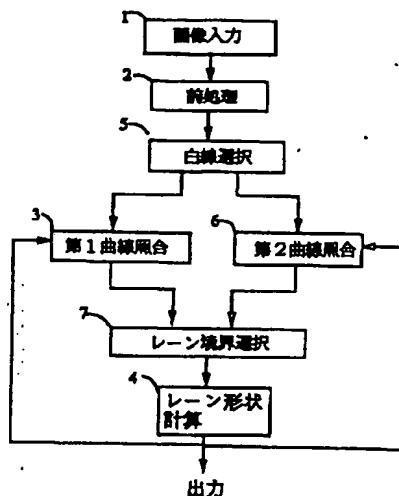 1
画像入力
2
前処理
5
白線選択
3
第1曲線照合
6
第2曲線照合
7
レーン境界選択
4
レーン形状
計算
出力